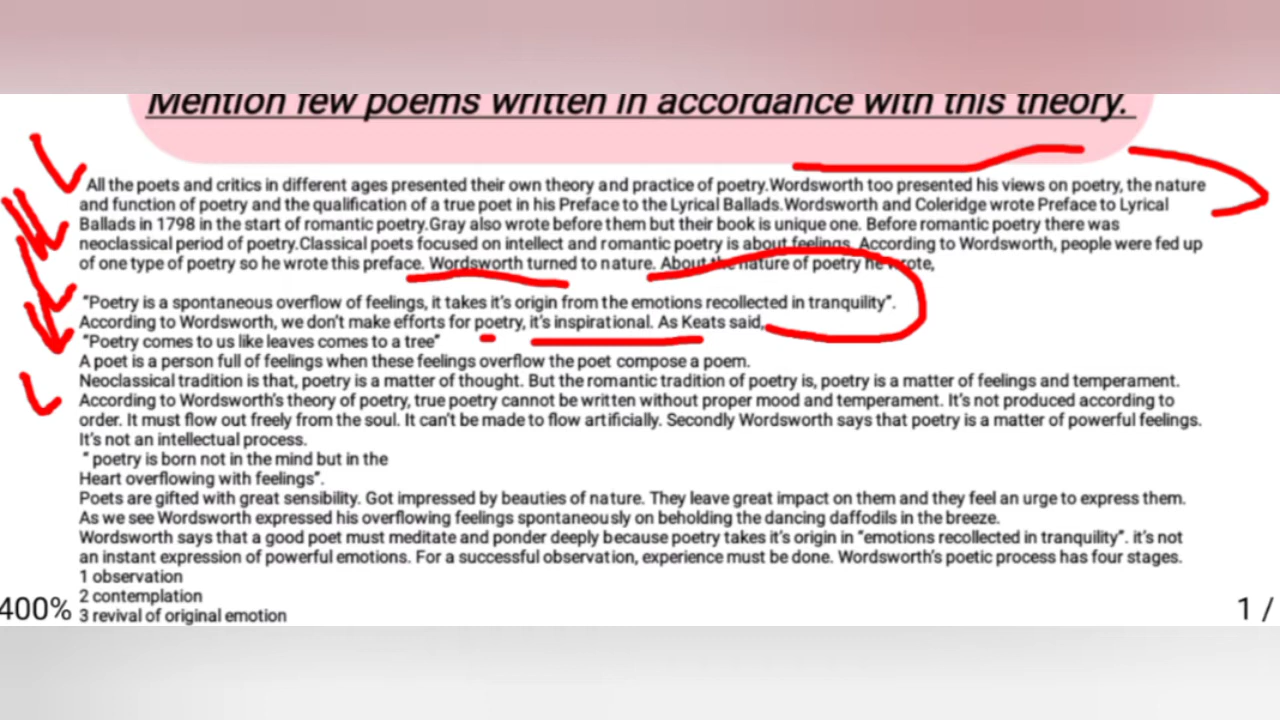 Mention few poems written in accordance with this theory.
All the poets and critics in different ages presented their own theory and practice of poetry.Wordsworth too presented his views on poetry, the nature
and function of poetry and the qualification of a true poet in his Preface to the Lyrical Ballads.Wordsworth and Coleridge wrote Preface to Lyrical
Ballads in 1798 in the start of romantic poetry.Gray also wrote before them but their book is unique one. Before romantic poetry there was
neoclassical period of poetry.Classical poets focused on intellect and romantic poetry is about feelings. According to Wordsworth, people were fed up
of one type of poetry so he wrote this preface. Wordsworth turned to nature. About the nature of poetry he wrote,
"Poetry is a spontaneous overflow of feelings, it takes it's origin from the emotions recollected in tranquility".
According to Wordsworth, we don't make efforts for poetry, it's inspirational. As Keats said,
"Poetry comes to us like leaves comes to a tree"
A poet is a person full of feelings when these feelings overflow the poet compose a poem.
Neoclassical tradition is that, poetry is a matter of thought. But the romantic tradition of poetry is, poetry is a matter of feelings and temperament.
According to Wordsworth's theory of poetry, true poetry cannot be written without proper mood and temperament. It's not produced according to
order. It must flow out freely from the soul. It can't be made to flow artificially. Secondly Wordsworth says that poetry is a matter of powerful feelings.
It's not an intellectual process.
" poetry is born not in the mind but in the
Heart overflowing with feelings".
Poets are gifted with great sensibility. Got impressed by beauties of nature. They leave great impact on them and they feel an urge to express them.
As we see Wordsworth expressed his overflowing feelings spontaneously on beholding the dancing daffodils in the breeze.
Wordsworth says that a good poet must meditate and ponder deeply because poetry takes it's origin in "emotions recollected in tranquility". it's not
an instant expression of powerful emotions. For a successful observation, experience must be done. Wordsworth's poetic process has four stages.
1 observation
2 contemplation
3 revival of original emotion
400%
1 /